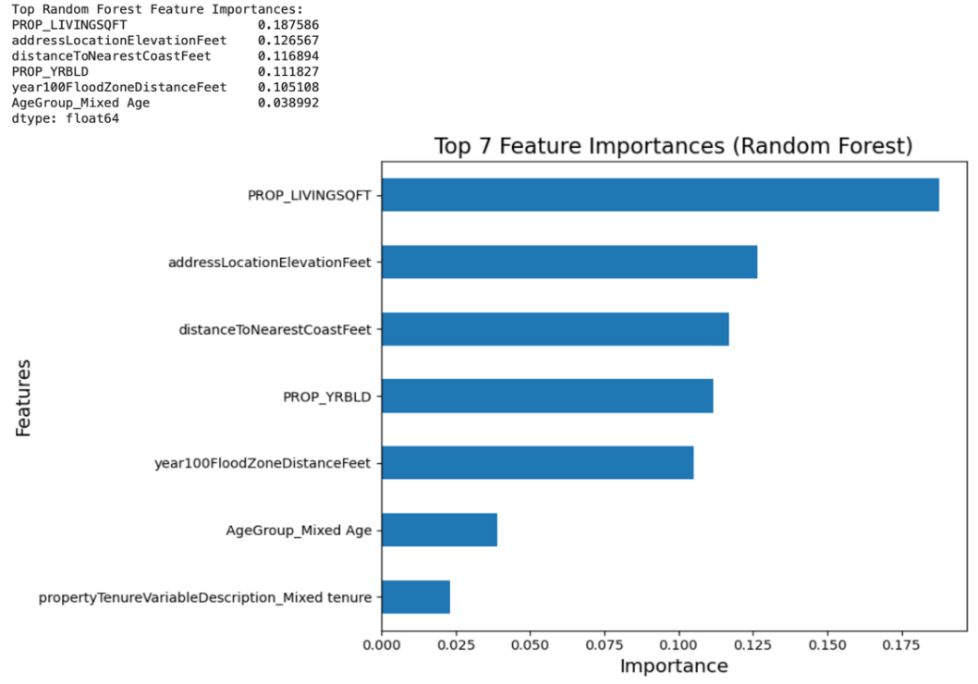 Top Random Forest Feature Importances:
PROP_LIVINGSQFT 0.187586
addressLocationElevationFeet 0.126567
distanceToNearestCoastFeet 0.116894
PROP_YRBLD 0.111827
year100FloodZoneDistanceFeet 0.105108
AgeGroup_Mixed Age 0.038992
dtype: float64
Top 7 Feature Importances (Random Forest)
PROP_LIVINGSQFT
addressLocationElevationFeet
distanceToNearestCoastFeet
PROP_YRBLD
year100FloodZoneDistanceFeet
AgeGroup_Mixed Age
propertyTenureVariableDescription_Mixed tenure
Features
0.000 0.025 0.050 0.075 0.100 0.125 0.150 0.175
Importance